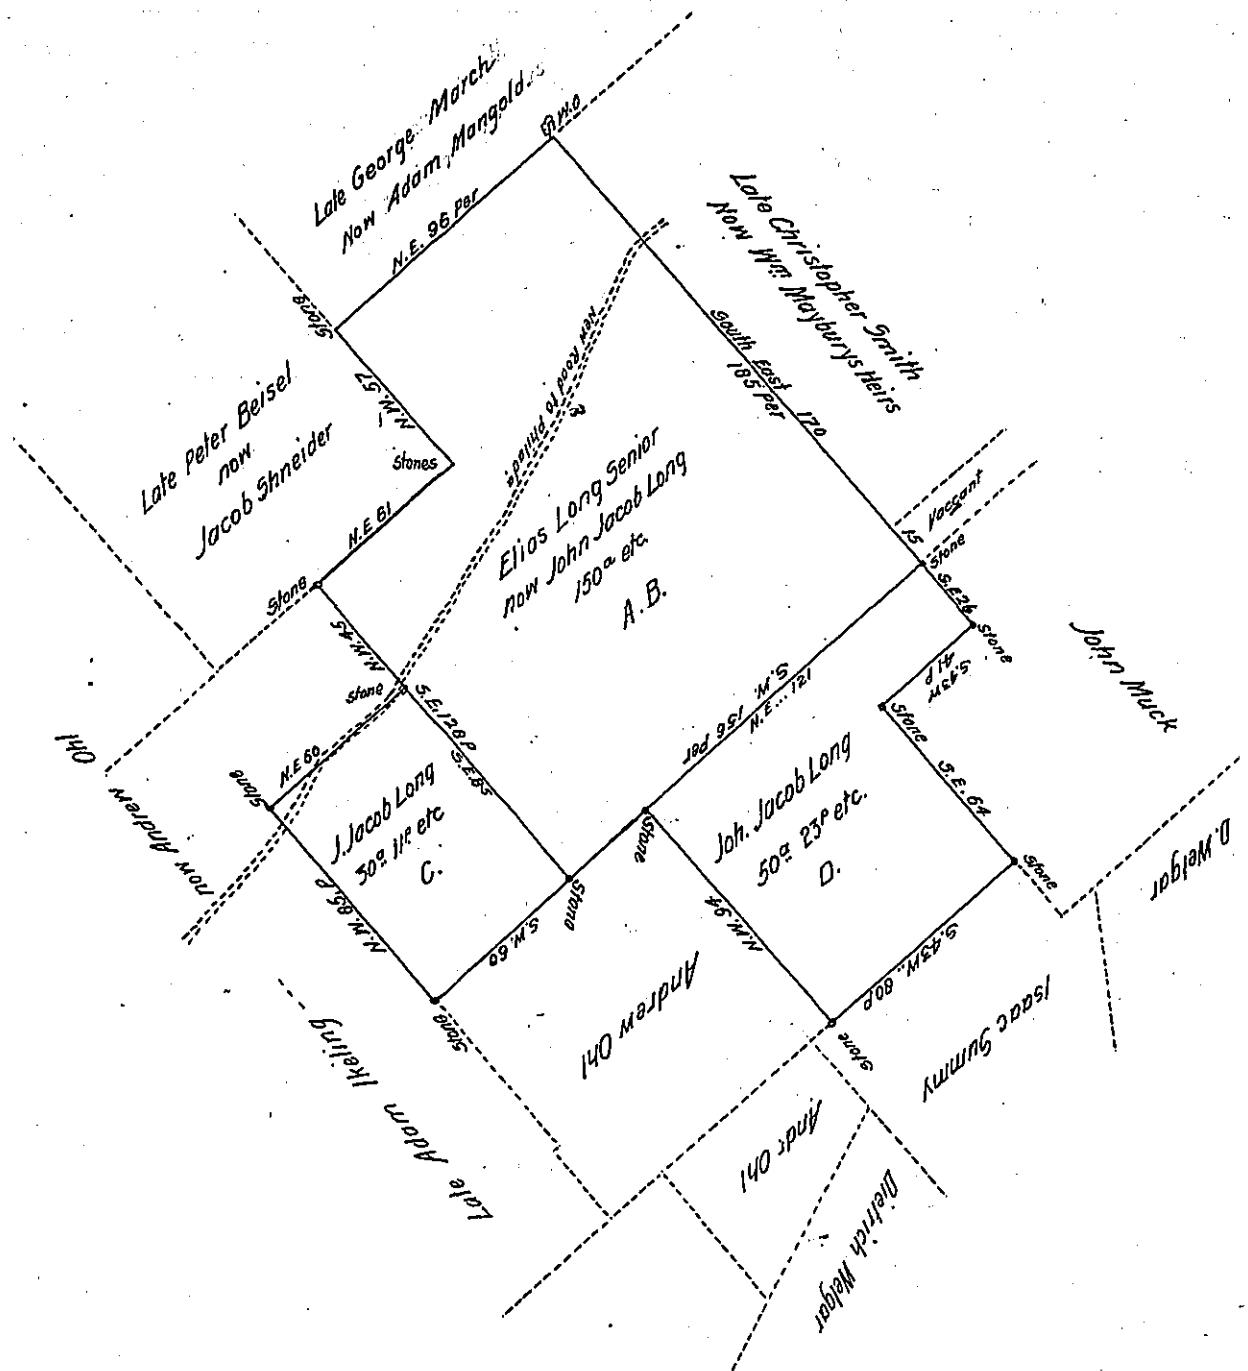 Late George March
Now Adam Mangold
W.O
N.E. 96 Per
Late Christopher Smith
Now Wm Mayburys Heirs
Stone
N.W. 57
Late Peter Beisel
now
Jacob Shneider
Stones
N.E 61
New Road to Philad'a
South East 170
185 Per
Elias Long Senior
now John Jacob Long
150a etc.
A.B.
15
Vaccant
Stone
S.E 26
Stone
S.43W
41 P
John Muck
Stone
N.W. 45
Stone
S.E. 128 P
S.E. 85
S.W. 156 Per
N.E... 121
Stone
S.E. 64
Stone
D. Welgar
now Andrew Ohl
Stone
N.E 60
J. Jacob Long
30a 11P etc
C.
N.W. 85. P
S.W. 60
Stone
Stone
Stone
Joh. Jacob Long
50a 23P etc.
D.
N.W. 94
S.43W.. 80 P
Stone
Andrew Ohl
Isaac Summy
Late Adam Ikeling
Andr Ohl
Dietrich Welgar